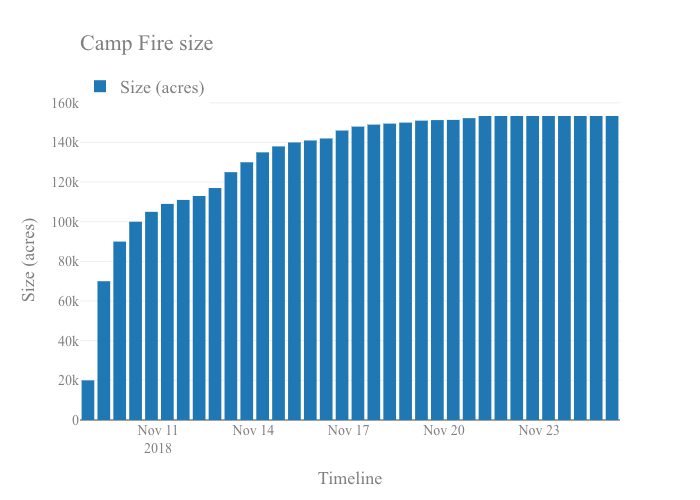 Camp Fire size
Size (acres)
160k
140k
120k
100k
80k
60k
40k
20k
0
Size (acres)
Nov 11 Nov 14 Nov 17 Nov 20 Nov 23
2018
Timeline